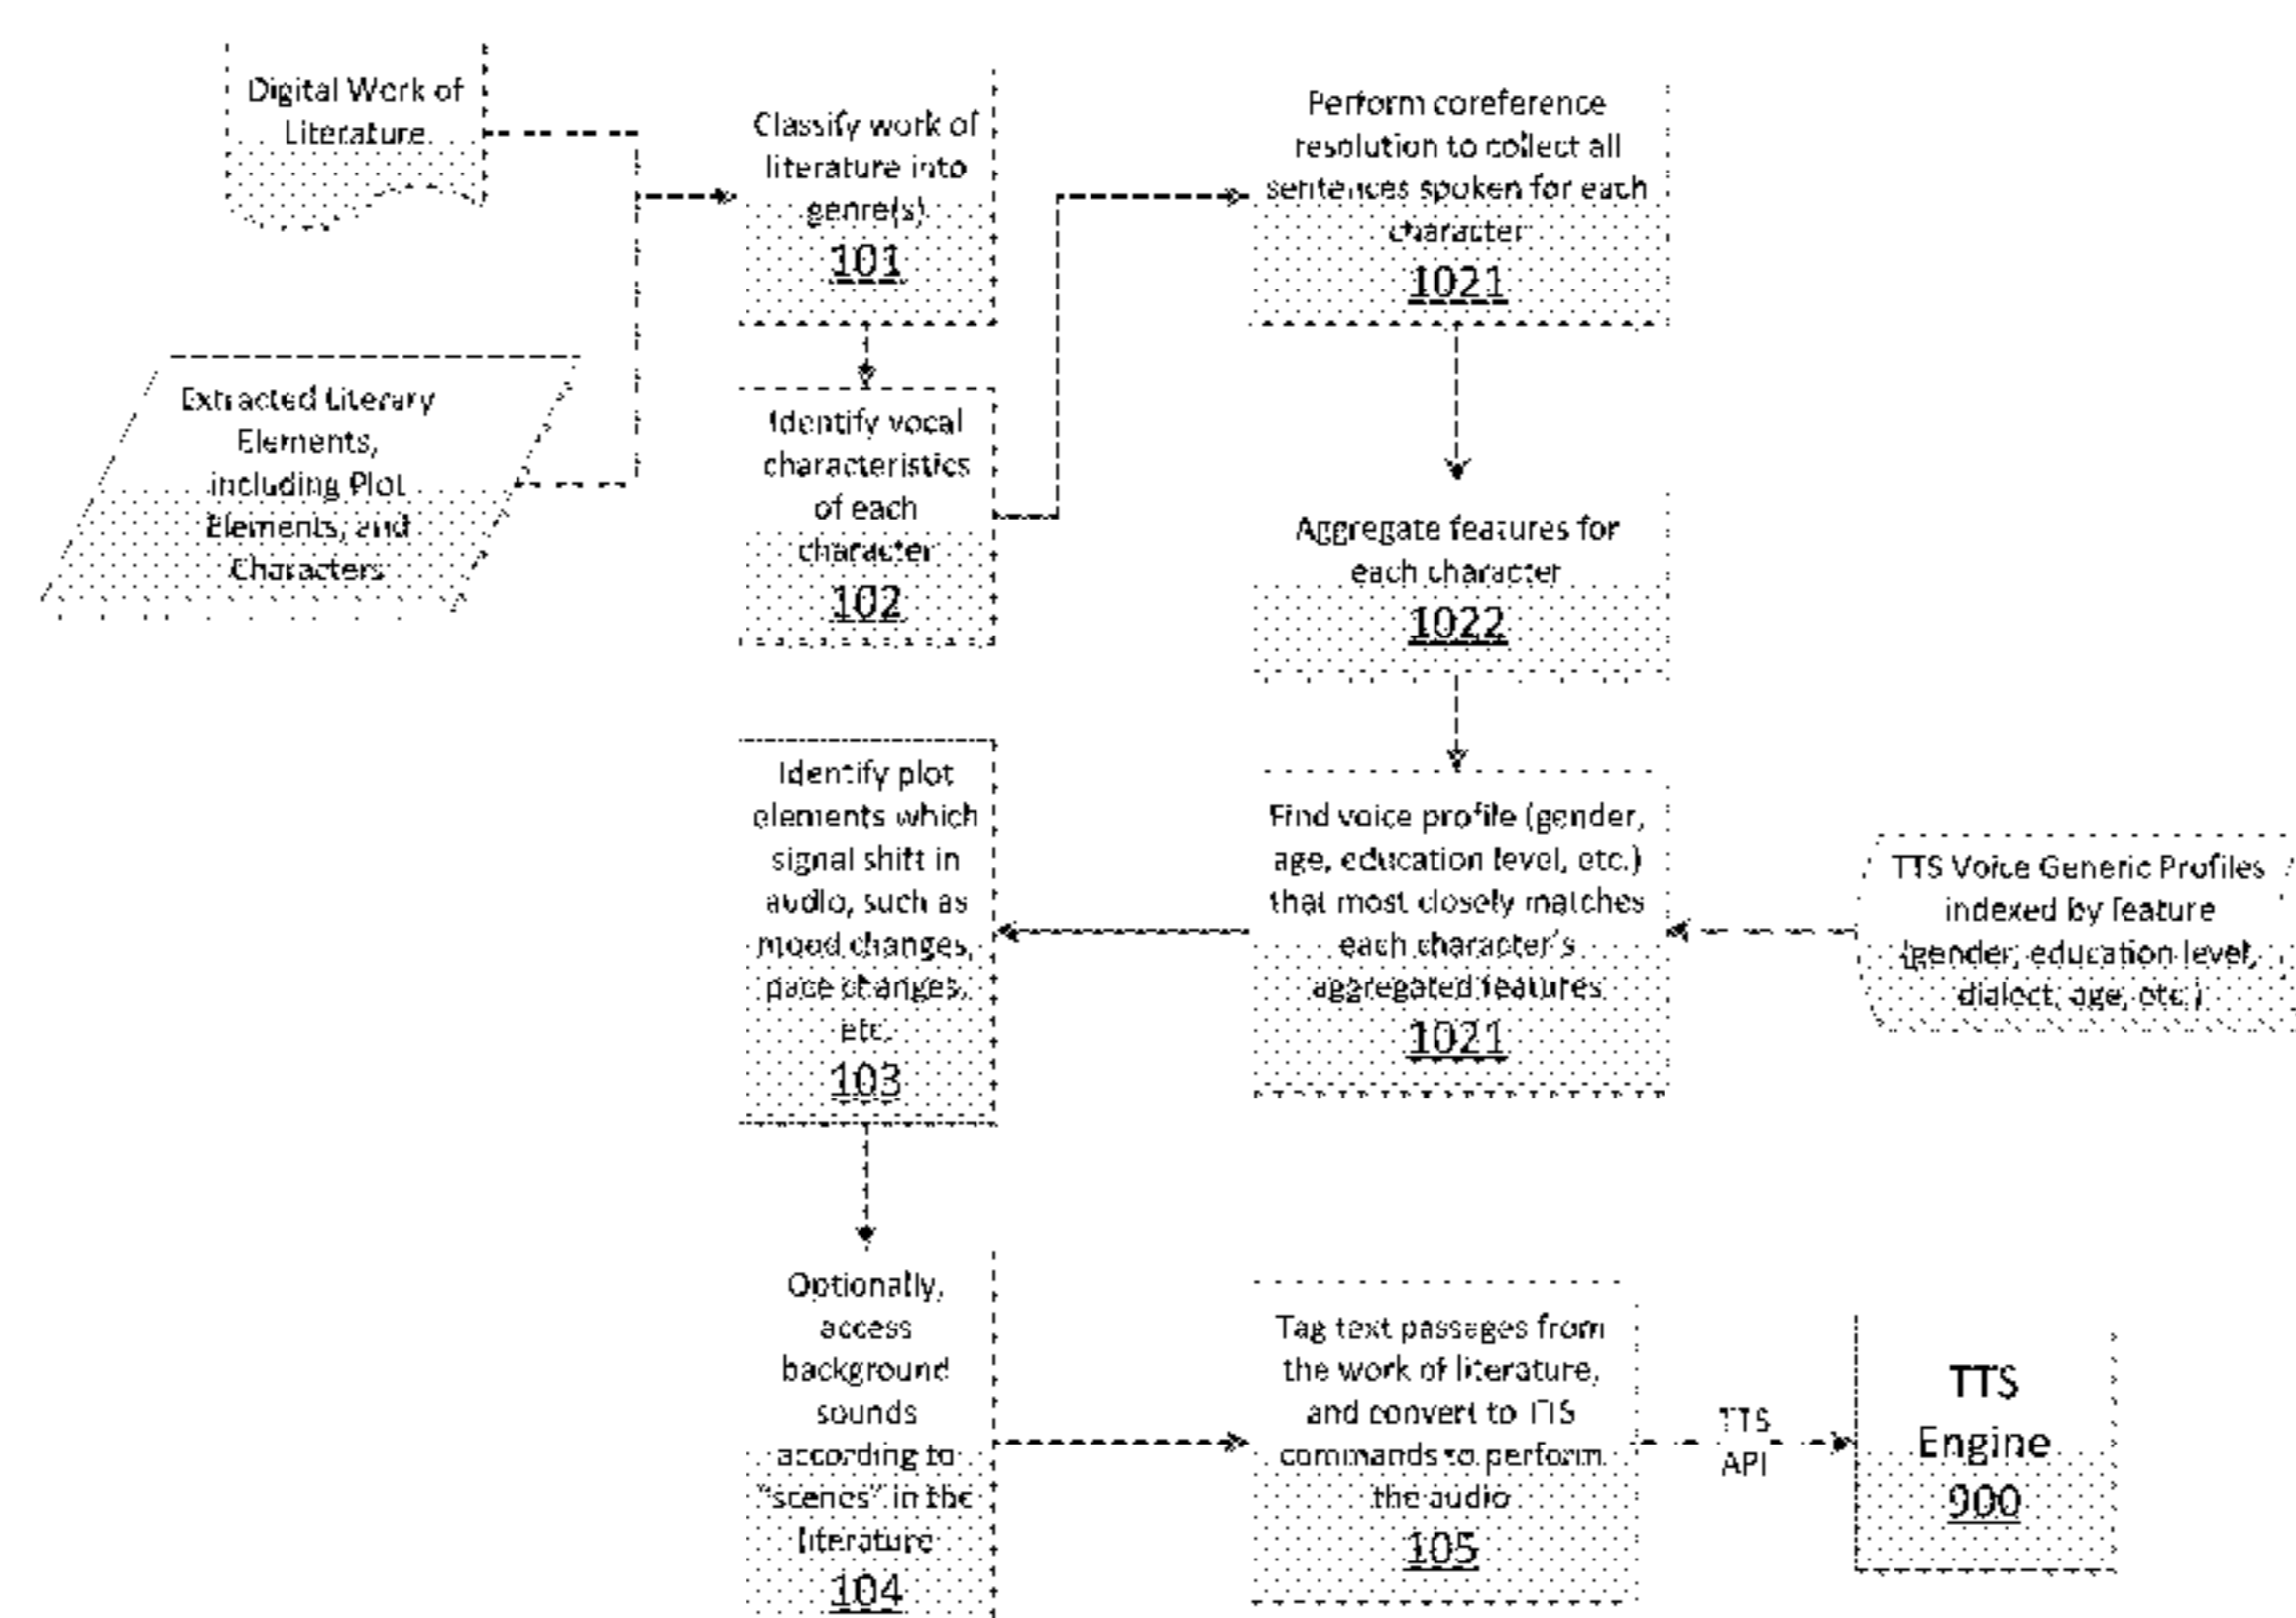 Digital Work of
Literature
Extracted Literary
Elements,
including Plot
Elements, and
Characters
Classify work of
literature into
genre(s)
101
Identify vocal
characteristics
of each
character
102
Perform coreference
resolution to collect all
sentences spoken for each
character
1021
Aggregate features for
each character
1022
Find voice profile (gender,
age, education level, etc.)
that most closely matches
each character's
aggregated features
1021
TTS Voice Generic Profiles
indexed by feature
(gender, education level,
dialect, age, etc.)
Identify plot
elements which
signal shift in
audio, such as
mood changes,
pace changes,
etc.
103
Optionally,
access
background
sounds
according to
"scenes" in the
literature
104
Tag text passages from
the work of literature,
and convert to TTS
commands to perform
the audio
105
TTS
API
TTS
Engine
900